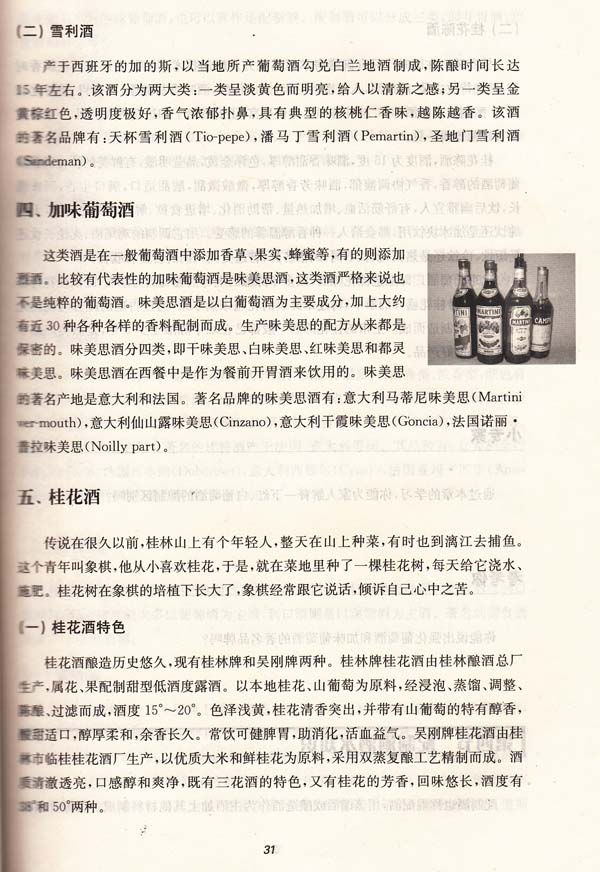 (二) 雪利酒
产于西班牙的加的斯,以当地所产葡萄酒勾兑白兰地酒制成,陈酿时间长达
15年左右。该酒分为两大类:一类呈淡黄色而明亮,给人以清新之感;另一类呈金
黄棕红色,透明度极好,香气浓郁扑鼻,具有典型的核桃仁香味,越陈越香。该酒
的著名品牌有:天杯雪利酒(Tio-pepe),潘马丁雪利酒(Pemartin),圣地门雪利酒
(Sandeman)。
四、加味葡萄酒
这类酒是在一般葡萄酒中添加香草、果实、蜂蜜等,有的则添加
烈酒。比较有代表性的加味葡萄酒是味美思酒,这类酒严格来说也
不是纯粹的葡萄酒。味美思酒是以白葡萄酒为主要成分,加上大约
有近30种各种各样的香料配制而成。生产味美思的配方从来都是
保密的。味美思酒分四类,即干味美思、白味美思、红味美思和都灵
味美思。味美思酒在西餐中是作为餐前开胃酒来饮用的。味美思
的著名产地是意大利和法国。著名品牌的味美思酒有:意大利马蒂尼味美思(Martini
ver-mouth),意大利仙山露味美思(Cinzano),意大利干霞味美思(Goncia),法国诺丽·
普拉味美思(Noilly part)。
五、桂花酒
传说在很久以前,桂林山上有个年轻人,整天在山上种菜,有时也到漓江去捕鱼。
这个青年叫象棋,他从小喜欢桂花,于是,就在菜地里种了一棵桂花树,每天给它浇水、
施肥。桂花树在象棋的培植下长大了,象棋经常跟它说话,倾诉自己心中之苦。
(一) 桂花酒特色
桂花酒酿造历史悠久,现有桂林牌和吴刚牌两种。桂林牌桂花酒由桂林酿酒总厂
生产,属花、果配制甜型低酒度露酒。以本地桂花、山葡萄为原料,经浸泡、蒸馏、调整、
陈酿、过滤而成,酒度15°~20°。色泽浅黄,桂花清香突出,并带有山葡萄的特有醇香,
酸甜适口,醇厚柔和,余香长久。常饮可健脾胃,助消化,活血益气。吴刚牌桂花酒由桂
林市临桂桂花酒厂生产,以优质大米和鲜桂花为原料,采用双蒸复酿工艺精制而成。酒
质清澈透亮,口感醇和爽净,既有三花酒的特色,又有桂花的芳香,回味悠长,酒度有
38°和50°两种。
31
MARTINI
MARTINI